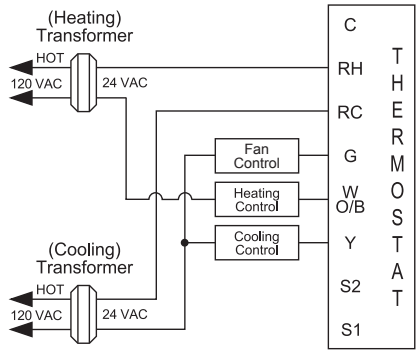 (Heating)
Transformer
HOT
120 VAC
24 VAC
(Cooling)
Transformer
HOT
120 VAC
24 VAC
Fan
Control
Heating
Control
Cooling
Control
C
RH
RC
G
W
O/B
Y
S2
S1
THERMOSTAT